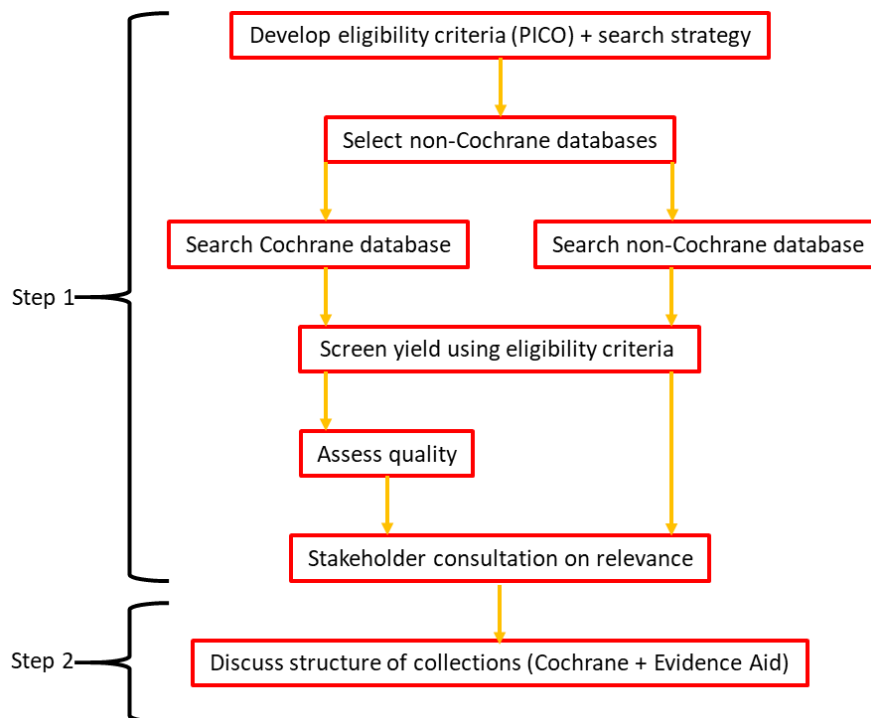 Develop eligibility criteria (PICO) + search strategy
Select non-Cochrane databases
Search Cochrane database
Search non-Cochrane database
Step 1
Screen yield using eligibility criteria
Assess quality
Stakeholder consultation on relevance
Step 2
Discuss structure of collections (Cochrane + Evidence Aid)